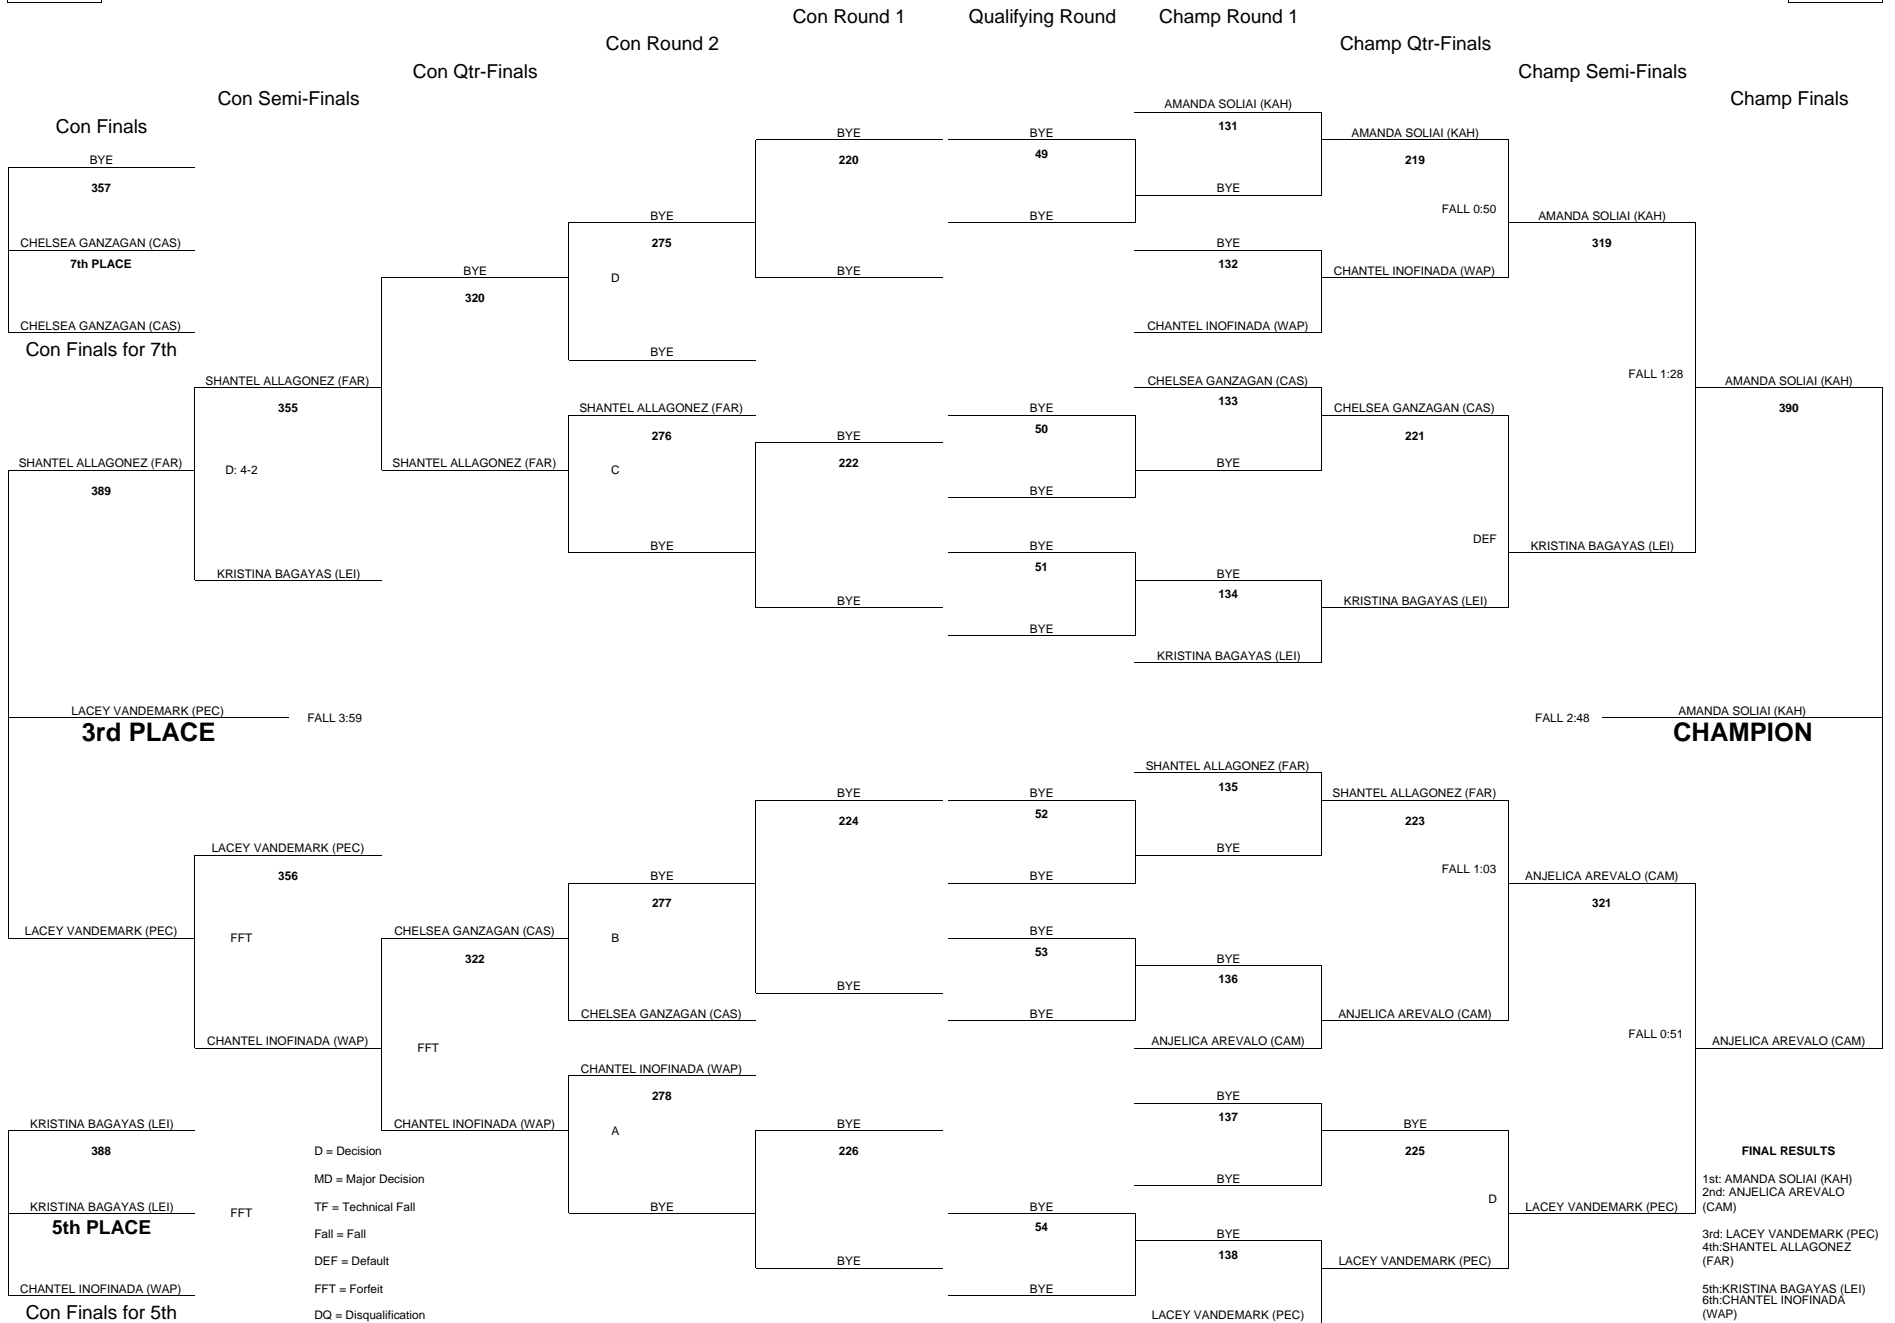 Con Round 1 Qualifying Round Champ Round 1
Con Round 2 Champ Qtr-Finals
Con Qtr-Finals Champ Semi-Finals
Con Semi-Finals Champ Finals
AMANDA SOLIAI (KAH)
Con Finals 131
BYE BYE AMANDA SOLIAI (KAH)
BYE 220 49 219
357 BYE
FALL 0:50
BYE BYE AMANDA SOLIAI (KAH)
CHELSEA GANZAGAN (CAS) 275 BYE 319
7th PLACE 132
BYE D BYE CHANTEL INOFINADA (WAP)
320
CHELSEA GANZAGAN (CAS) CHANTEL INOFINADA (WAP)
Con Finals for 7th BYE
FALL 1:28
SHANTEL ALLAGONEZ (FAR) CHELSEA GANZAGAN (CAS) AMANDA SOLIAI (KAH)
355 SHANTEL ALLAGONEZ (FAR) BYE 133 CHELSEA GANZAGAN (CAS) 390
276 BYE 50 221
SHANTEL ALLAGONEZ (FAR) D: 4-2 SHANTEL ALLAGONEZ (FAR) C 222 BYE
389 BYE
DEF
BYE BYE KRISTINA BAGAYAS (LEI)
KRISTINA BAGAYAS (LEI) 51 BYE
134
BYE KRISTINA BAGAYAS (LEI)
BYE
KRISTINA BAGAYAS (LEI)
LACEY VANDEMARK (PEC) FALL 3:59 FALL 2:48 AMANDA SOLIAI (KAH)
3rd PLACE CHAMPION
SHANTEL ALLAGONEZ (FAR)
BYE BYE 135 SHANTEL ALLAGONEZ (FAR)
224 52 223
LACEY VANDEMARK (PEC) BYE
FALL 1:03
356 BYE BYE ANJELICA AREVALO (CAM)
277 321
LACEY VANDEMARK (PEC) FFT CHELSEA GANZAGAN (CAS) B BYE
322 53 BYE
136
BYE
CHELSEA GANZAGAN (CAS) BYE ANJELICA AREVALO (CAM)
FALL 0:51
CHANTEL INOFINADA (WAP) FFT ANJELICA AREVALO (CAM) ANJELICA AREVALO (CAM)
CHANTEL INOFINADA (WAP)
278 BYE
137
KRISTINA BAGAYAS (LEI) CHANTEL INOFINADA (WAP) A BYE BYE
388 D = Decision 226 225 FINAL RESULTS
MD = Major Decision BYE 1st: AMANDA SOLIAI (KAH)
2nd: ANJELICA AREVALO
D
KRISTINA BAGAYAS (LEI) FFT TF = Technical Fall BYE BYE LACEY VANDEMARK (PEC) (CAM)
5th PLACE 54
Fall = Fall BYE 3rd: LACEY VANDEMARK (PEC)
4th:SHANTEL ALLAGONEZ
138
DEF = Default BYE LACEY VANDEMARK (PEC) (FAR)
CHANTEL INOFINADA (WAP) FFT = Forfeit BYE 5th:KRISTINA BAGAYAS (LEI)
6th:CHANTEL INOFINADA
Con Finals for 5th DQ = Disqualification LACEY VANDEMARK (PEC) (WAP)